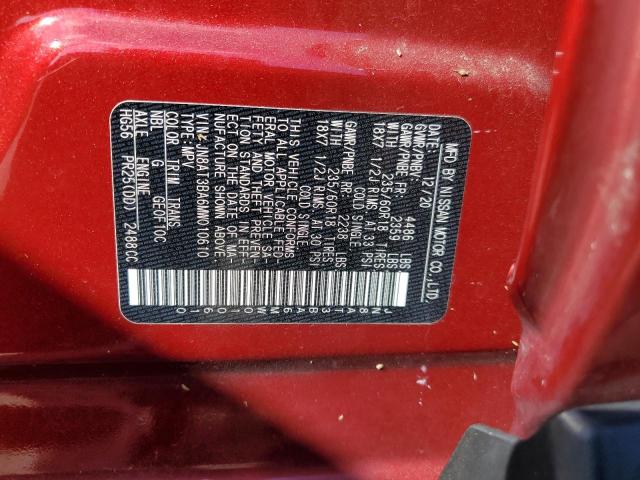 MFD BY NISSAN MOTOR CO., LTD.
DATE: 12/20
GVWR/PNBV: 4486 LBS
GAWR/PNBE FR: 2359 LBS
WITH 235/60R18 TIRES
18X7 1/2J RIMS AT 33 PSI
COLD SINGLE
GAWR/PNBE RR 2238 LBS
WITH 235/60R18 TIRES
18X7 1/2J RIMS AT 30 PSI
COLD SINGLE
THIS VEHICLE CONFORMS
TO ALL APPLICABLE FED-
ERAL MOTOR VEHICLE SA-
FETY AND THEFT PREVEN-
TION STANDARDS IN EFF-
ECT ON THE DATE OF MA-
NUFACTURE SHOWN ABOVE.
VIN: JN8AT3BA6MW010610
TYPE: MPV
COLOR TRIM TRANS.
NBL G GE0F10C
AXLE ENGINE
HG56 PR25(DD) 2488CC
JN8AT3BA6MW010610